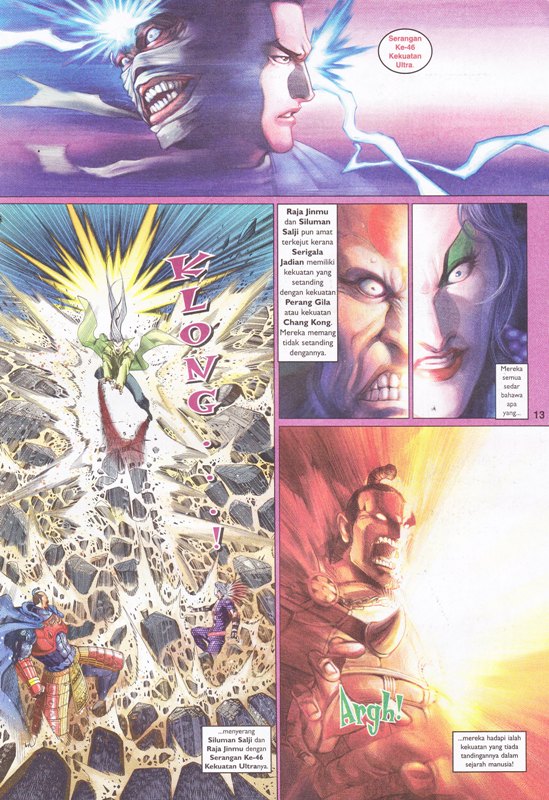 Serangan
Ke-46
Kekuatan
Ultra.
KLONG...!
Raja Jinmu
dan Siluman
Salji pun amat
terkejut kerana
Serigala
Jadian memiliki
kekuatan yang
setanding
dengan kekuatan
Perang Gila
atau kekuatan
Chang Kong.
Mereka memang
tidak setanding
dengannya.
Mereka
semua
sedar
bahawa
apa
yang...
13
...menyerang
Siluman Salji dan
Raja Jinmu dengan
Serangan Ke-46
Kekuatan Ultranya.
Argh!
...mereka hadapi ialah
kekuatan yang tiada
tandingannya dalam
sejarah manusia!